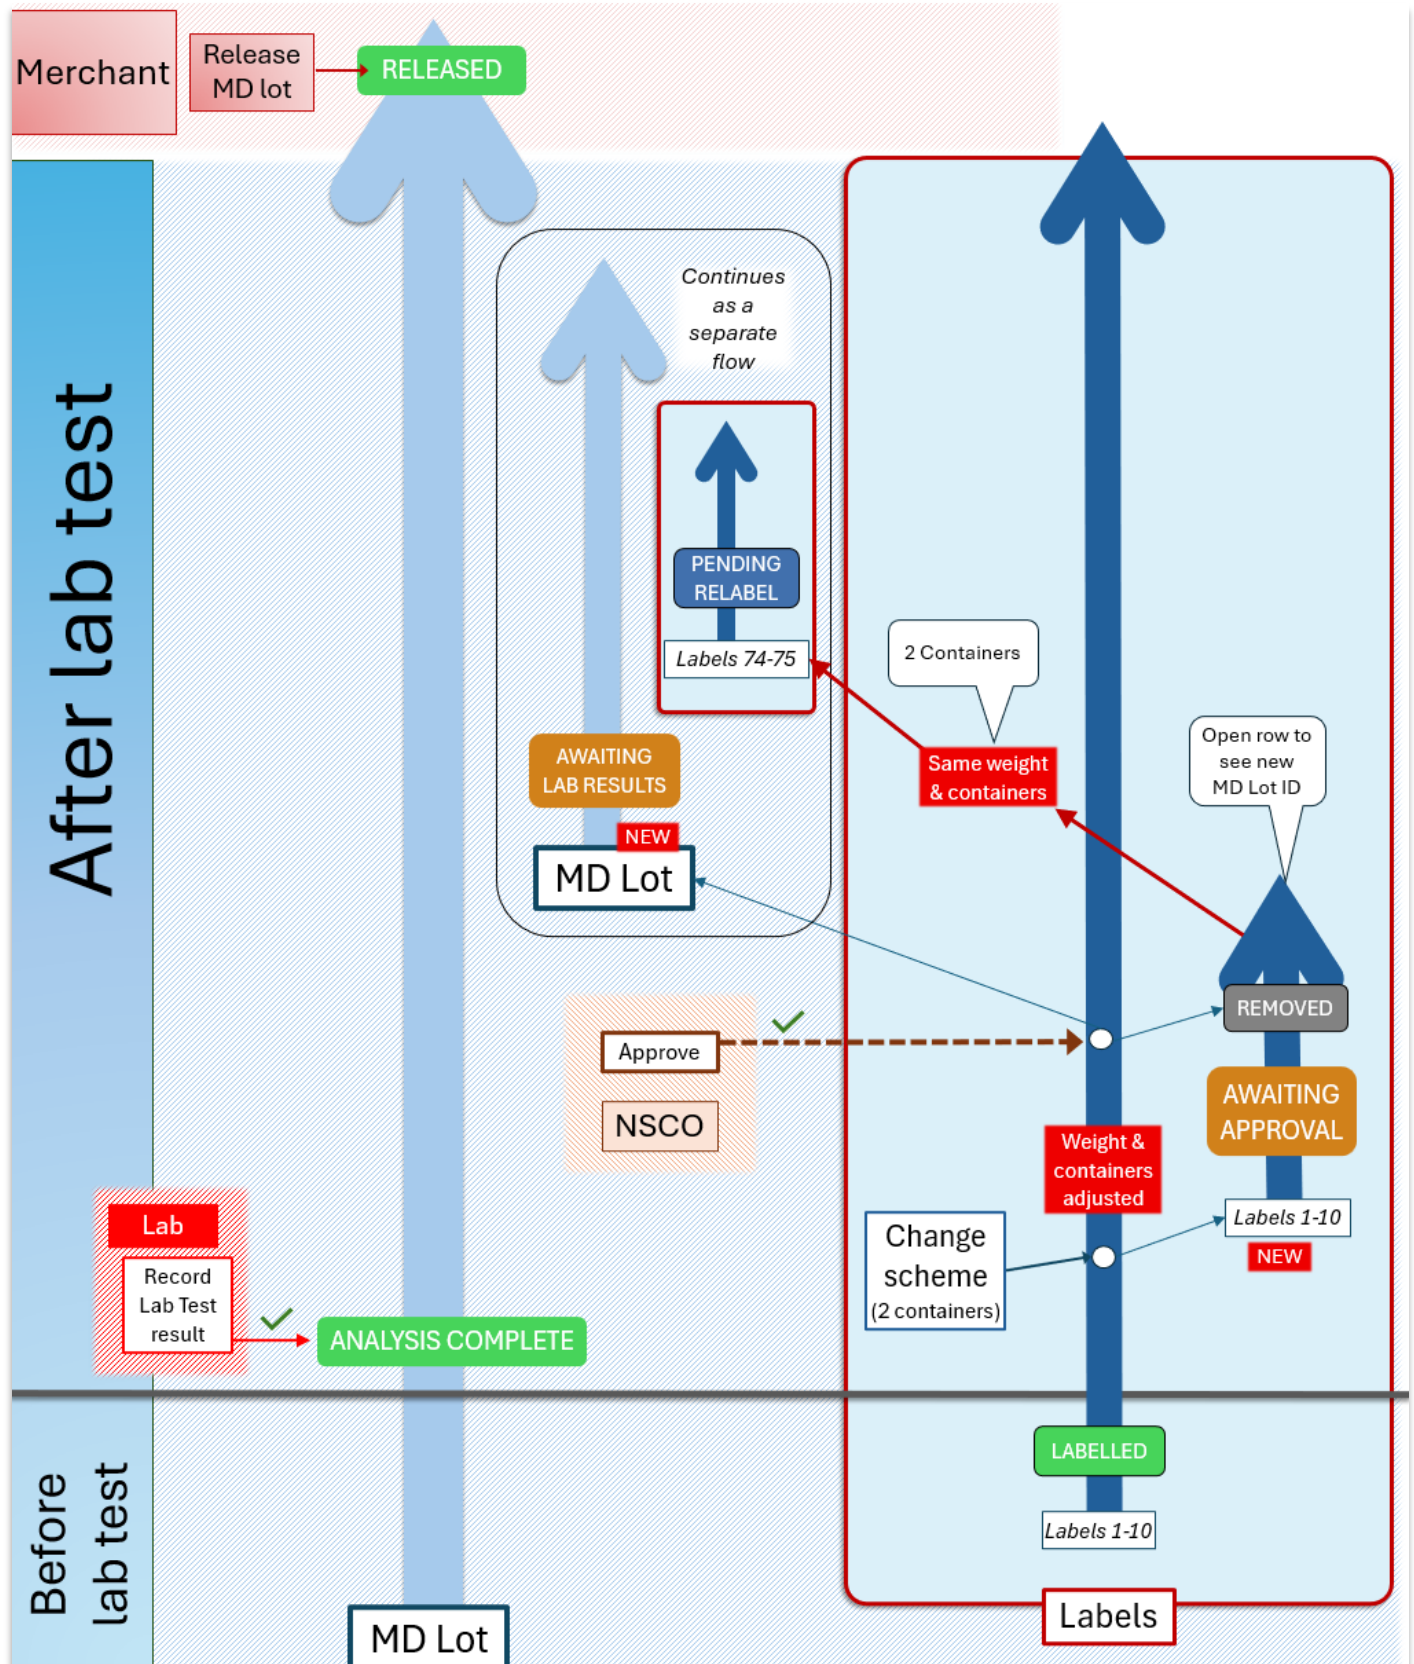 Merchant
Release
MD lot
RELEASED
After lab test
Continues
as a
separate
flow
PENDING
RELABEL
Labels 74-75
2 Containers
Same weight
& containers
Open row to
see new
MD Lot ID
AWAITING
LAB RESULTS
NEW
MD Lot
REMOVED
Approve
NSCO
AWAITING
APPROVAL
Weight &
containers
adjusted
Labels 1-10
NEW
Change
scheme
(2 containers)
Lab
Record
Lab Test
result
ANALYSIS COMPLETE
Before
lab test
LABELLED
Labels 1-10
Labels
MD Lot